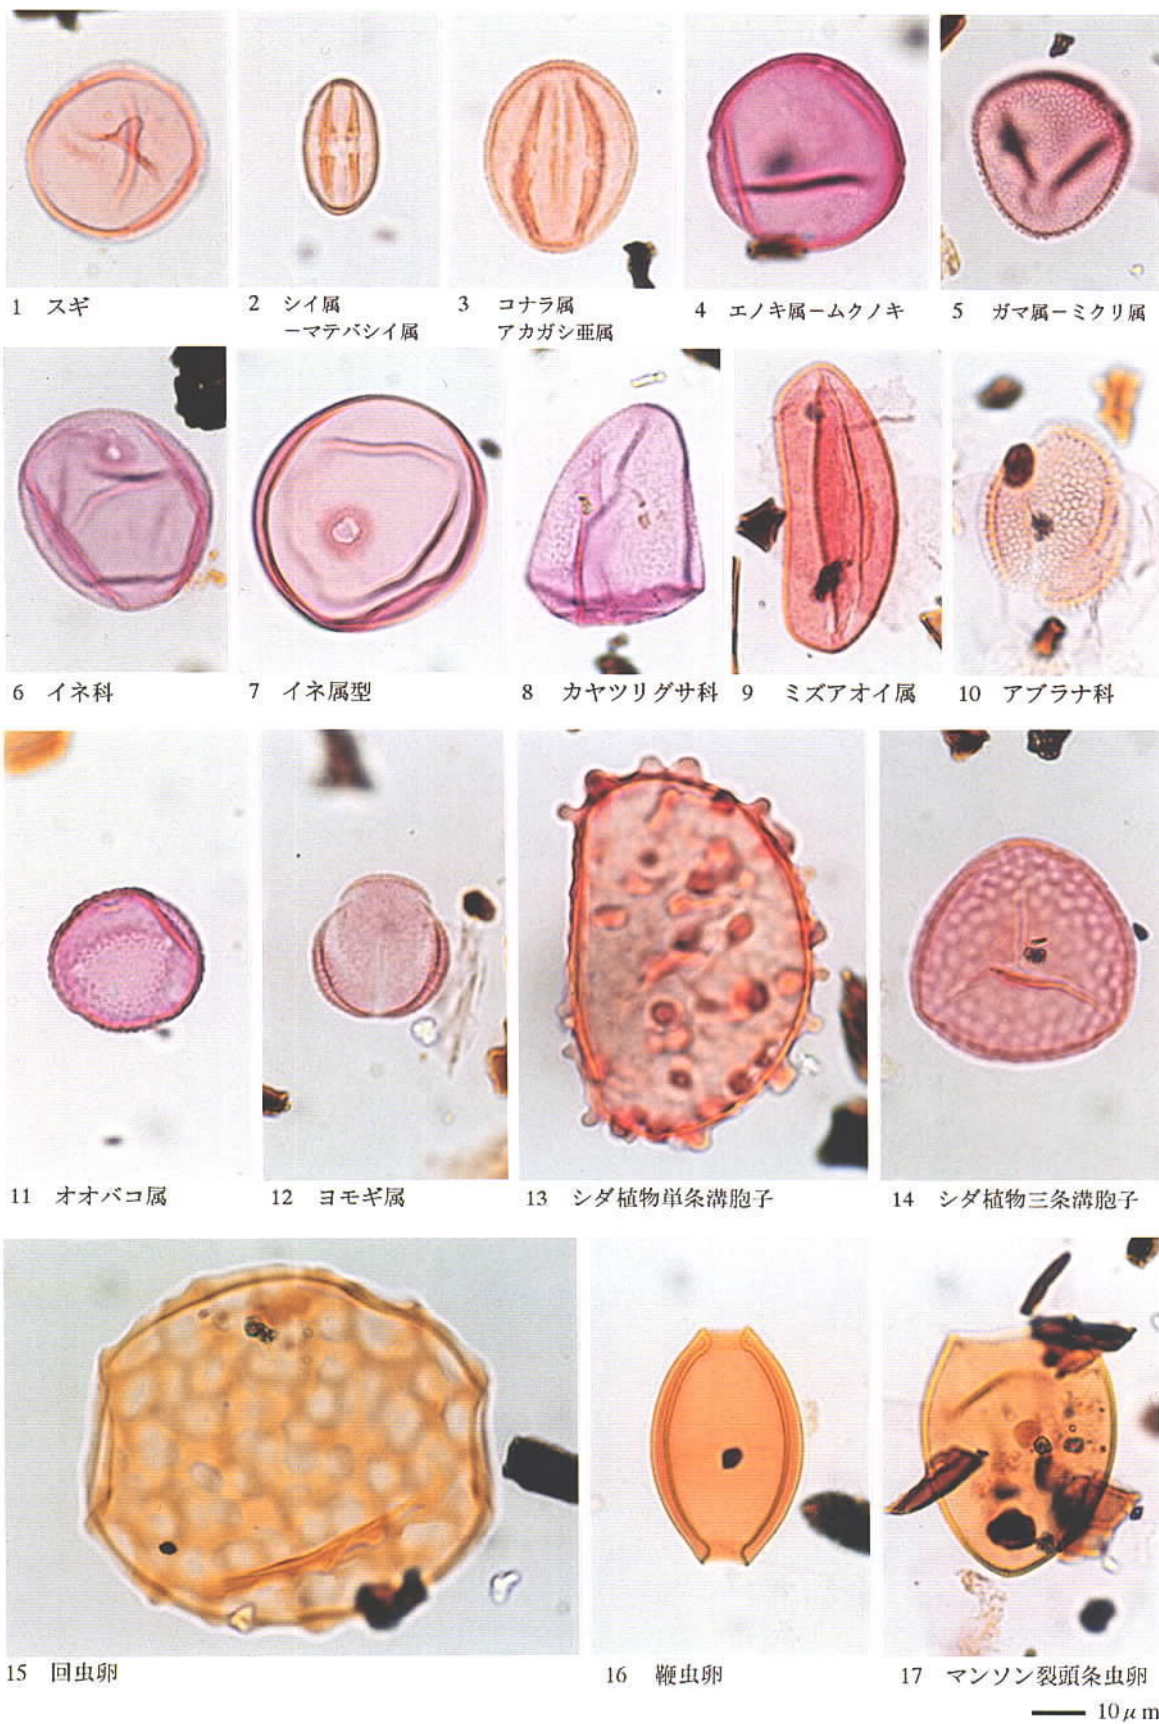 1 スギ
2 シイ属
－マテバシイ属
3 コナラ属
アカガシ亜属
4 エノキ属－ムクノキ
5 ガマ属－ミクリ属
6 イネ科
7 イネ属型
8 カヤツリグサ科
9 ミズアオイ属
10 アブラナ科
11 オオバコ属
12 ヨモギ属
13 シダ植物単条溝胞子
14 シダ植物三条溝胞子
15 回虫卵
16 鞭虫卵
17 マンソン裂頭条虫卵
10μm